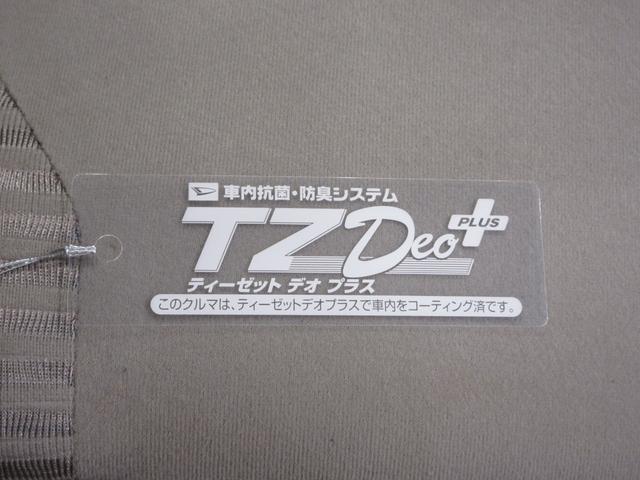 車内抗菌・防臭システム
TZ Deo PLUS
ティーゼット デオ プラス
このクルマは、ティーゼットデオプラスで車内をコーティング済です。